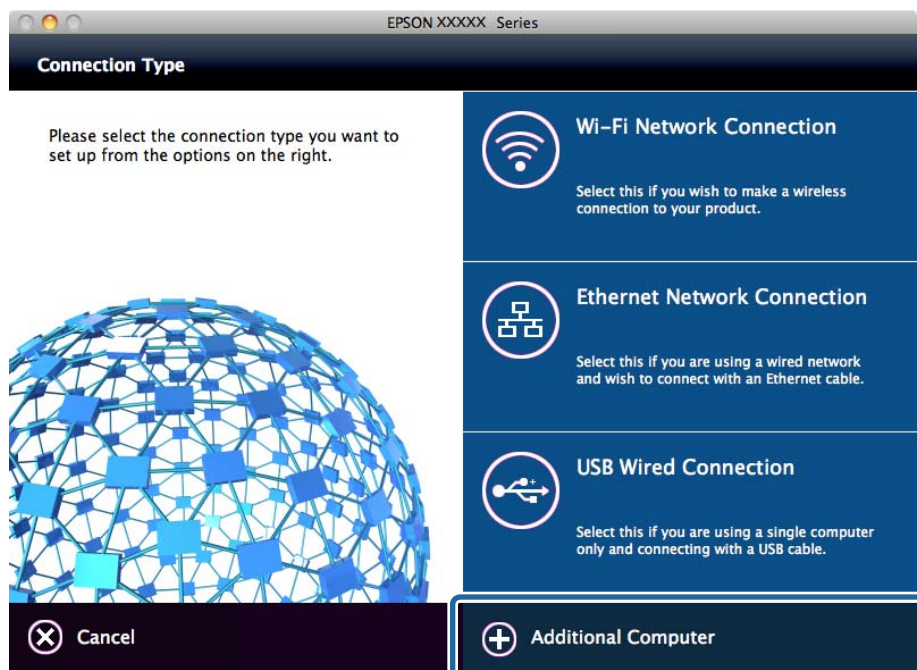 EPSON XXXXX Series
Connection Type
Please select the connection type you want to
set up from the options on the right.
Wi-Fi Network Connection
Select this if you wish to make a wireless
connection to your product.
Ethernet Network Connection
Select this if you are using a wired network
and wish to connect with an Ethernet cable.
USB Wired Connection
Select this if you are using a single computer
only and connecting with a USB cable.
Cancel
Additional Computer